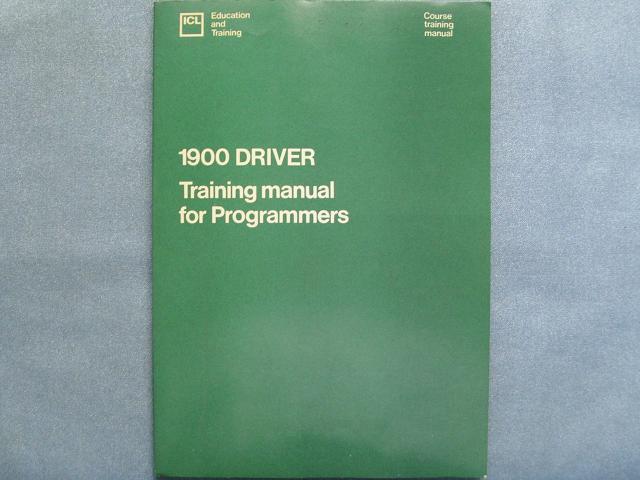 ICL
Education
and
Training
Course
training
manual
1900 DRIVER
Training manual
for Programmers